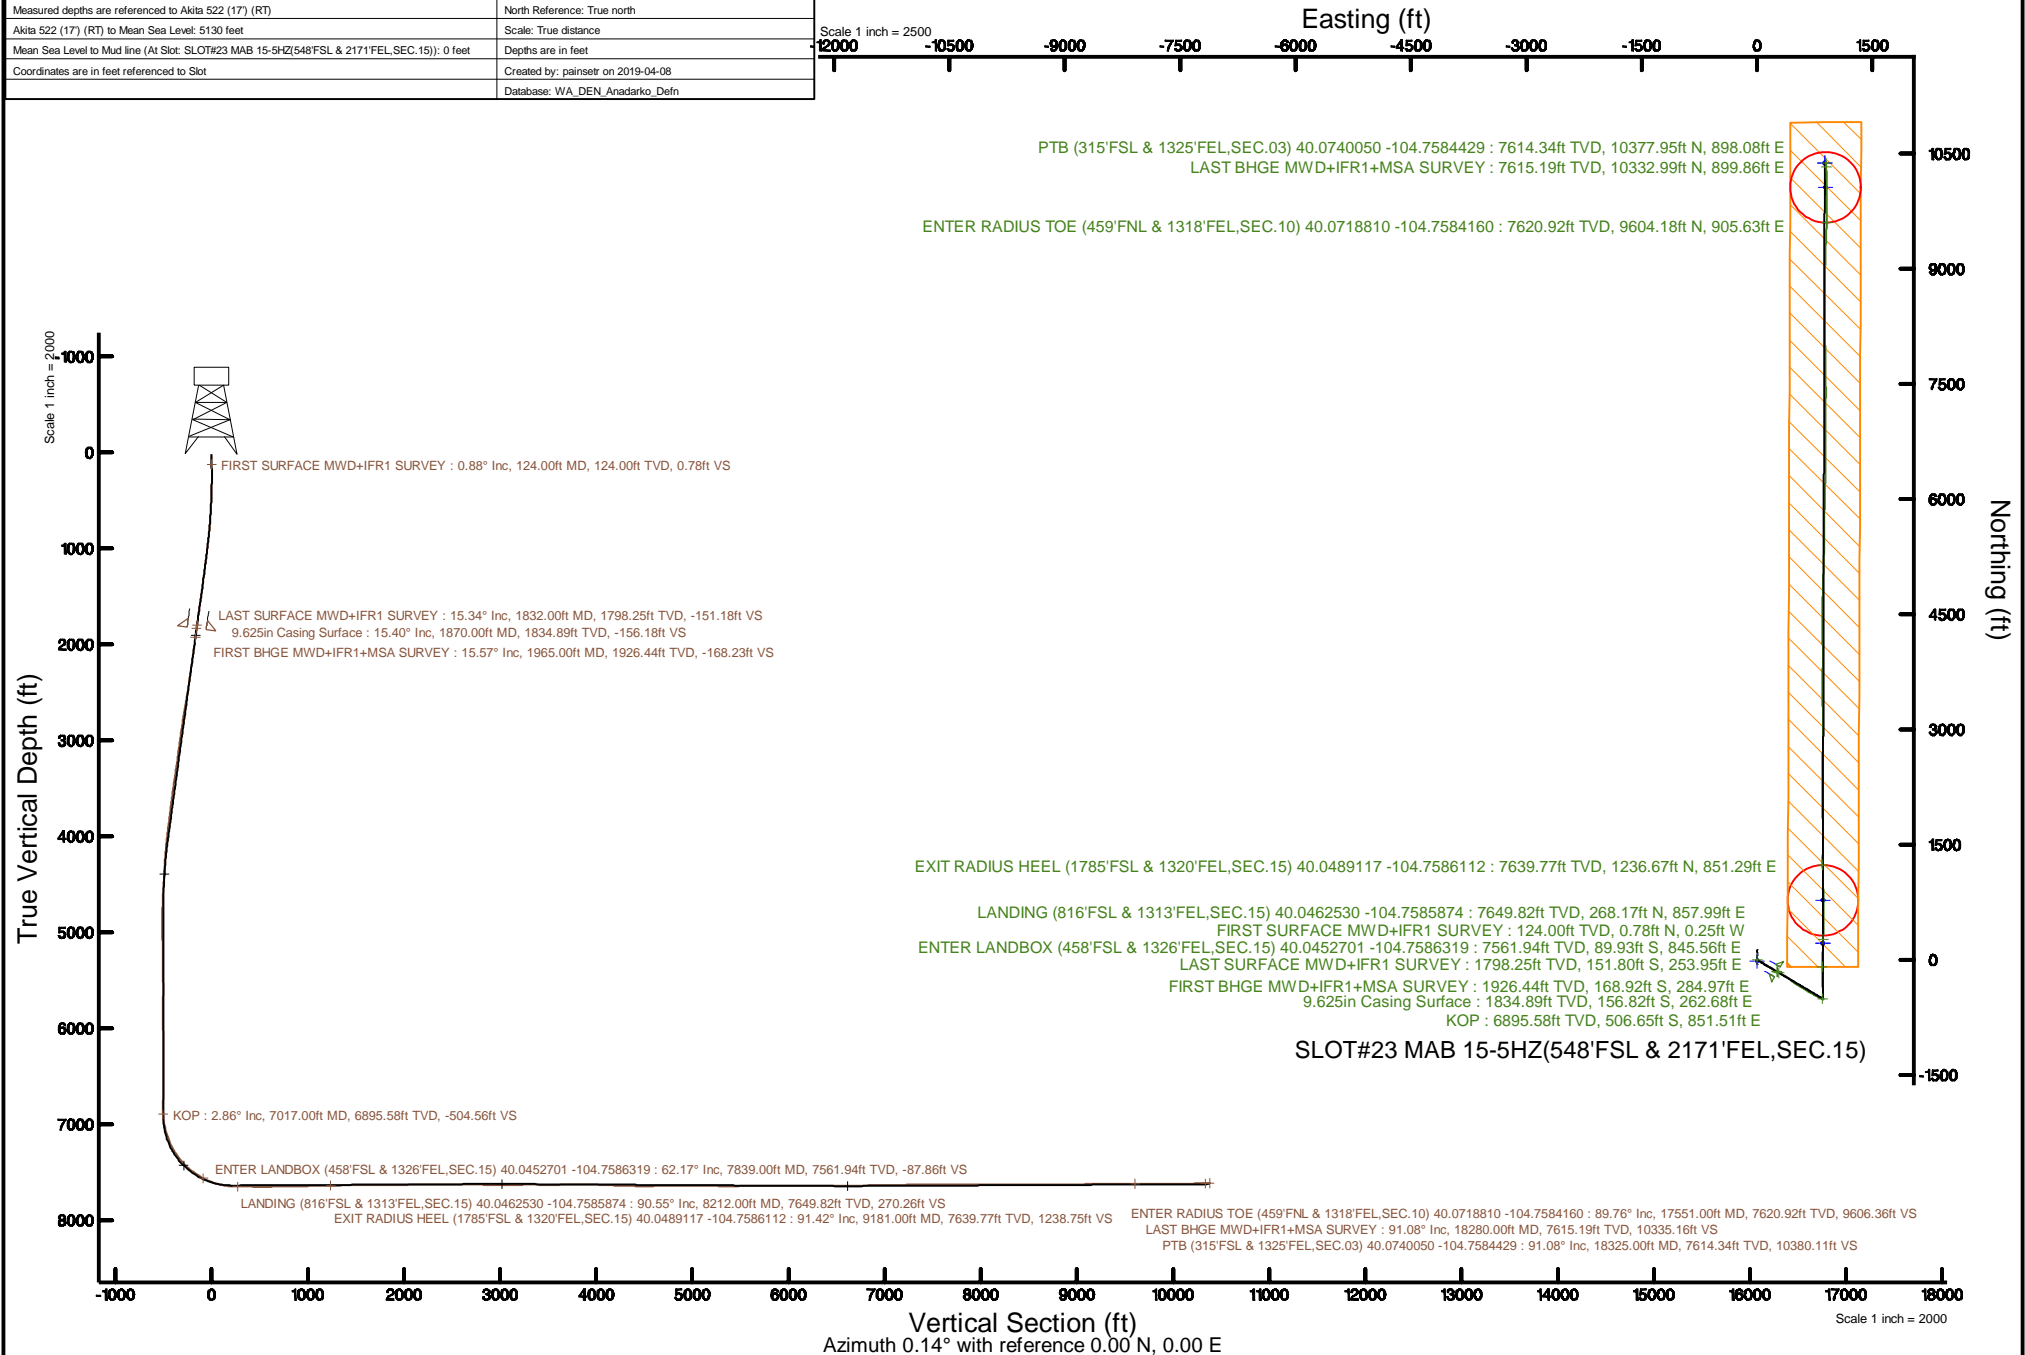 Measured depths are referenced to Akita 522 (17') (RT)
North Reference: True north
Akita 522 (17') (RT) to Mean Sea Level: 5130 feet
Scale: True distance
Mean Sea Level to Mud line (At Slot: SLOT#23 MAB 15-5HZ(548'FSL & 2171'FEL,SEC.15)): 0 feet
Depths are in feet
Coordinates are in feet referenced to Slot
Created by: painsetr on 2019-04-08
Database: WA_DEN_Anadarko_Defn
Easting (ft)
Scale 1 inch = 2500
-12000 -10500 -9000 -7500 -6000 -4500 -3000 -1500 0 1500
PTB (315'FSL & 1325'FEL,SEC.03) 40.0740050 -104.7584429 : 7614.34ft TVD, 10377.95ft N, 898.08ft E
LAST BHGE MWD+IFR1+MSA SURVEY : 7615.19ft TVD, 10332.99ft N, 899.86ft E
ENTER RADIUS TOE (459'FNL & 1318'FEL,SEC.10) 40.0718810 -104.7584160 : 7620.92ft TVD, 9604.18ft N, 905.63ft E
EXIT RADIUS HEEL (1785'FSL & 1320'FEL,SEC.15) 40.0489117 -104.7586112 : 7639.77ft TVD, 1236.67ft N, 851.29ft E
LANDING (816'FSL & 1313'FEL,SEC.15) 40.0462530 -104.7585874 : 7649.82ft TVD, 268.17ft N, 857.99ft E
FIRST SURFACE MWD+IFR1 SURVEY : 124.00ft TVD, 0.78ft N, 0.25ft W
ENTER LANDBOX (458'FSL & 1326'FEL,SEC.15) 40.0452701 -104.7586319 : 7561.94ft TVD, 89.93ft S, 845.56ft E
LAST SURFACE MWD+IFR1 SURVEY : 1798.25ft TVD, 151.80ft S, 253.95ft E
FIRST BHGE MWD+IFR1+MSA SURVEY : 1926.44ft TVD, 168.92ft S, 284.97ft E
9.625in Casing Surface : 1834.89ft TVD, 156.82ft S, 262.68ft E
KOP : 6895.58ft TVD, 506.65ft S, 851.51ft E
SLOT#23 MAB 15-5HZ(548'FSL & 2171'FEL,SEC.15)
10500
9000
7500
6000
4500
3000
1500
0
-1500
Northing (ft)
Scale 1 inch = 2000
True Vertical Depth (ft)
-1000
0
1000
2000
3000
4000
5000
6000
7000
8000
FIRST SURFACE MWD+IFR1 SURVEY : 0.88° Inc, 124.00ft MD, 124.00ft TVD, 0.78ft VS
LAST SURFACE MWD+IFR1 SURVEY : 15.34° Inc, 1832.00ft MD, 1798.25ft TVD, -151.18ft VS
9.625in Casing Surface : 15.40° Inc, 1870.00ft MD, 1834.89ft TVD, -156.18ft VS
FIRST BHGE MWD+IFR1+MSA SURVEY : 15.57° Inc, 1965.00ft MD, 1926.44ft TVD, -168.23ft VS
KOP : 2.86° Inc, 7017.00ft MD, 6895.58ft TVD, -504.56ft VS
ENTER LANDBOX (458'FSL & 1326'FEL,SEC.15) 40.0452701 -104.7586319 : 62.17° Inc, 7839.00ft MD, 7561.94ft TVD, -87.86ft VS
LANDING (816'FSL & 1313'FEL,SEC.15) 40.0462530 -104.7585874 : 90.55° Inc, 8212.00ft MD, 7649.82ft TVD, 270.26ft VS
EXIT RADIUS HEEL (1785'FSL & 1320'FEL,SEC.15) 40.0489117 -104.7586112 : 91.42° Inc, 9181.00ft MD, 7639.77ft TVD, 1238.75ft VS
ENTER RADIUS TOE (459'FNL & 1318'FEL,SEC.10) 40.0718810 -104.7584160 : 89.76° Inc, 17551.00ft MD, 7620.92ft TVD, 9606.36ft VS
LAST BHGE MWD+IFR1+MSA SURVEY : 91.08° Inc, 18280.00ft MD, 7615.19ft TVD, 10335.16ft VS
PTB (315'FSL & 1325'FEL,SEC.03) 40.0740050 -104.7584429 : 91.08° Inc, 18325.00ft MD, 7614.34ft TVD, 10380.11ft VS
-1000 0 1000 2000 3000 4000 5000 6000 7000 8000 9000 10000 11000 12000 13000 14000 15000 16000 17000 18000
Vertical Section (ft)
Scale 1 inch = 2000
Azimuth 0.14° with reference 0.00 N, 0.00 E